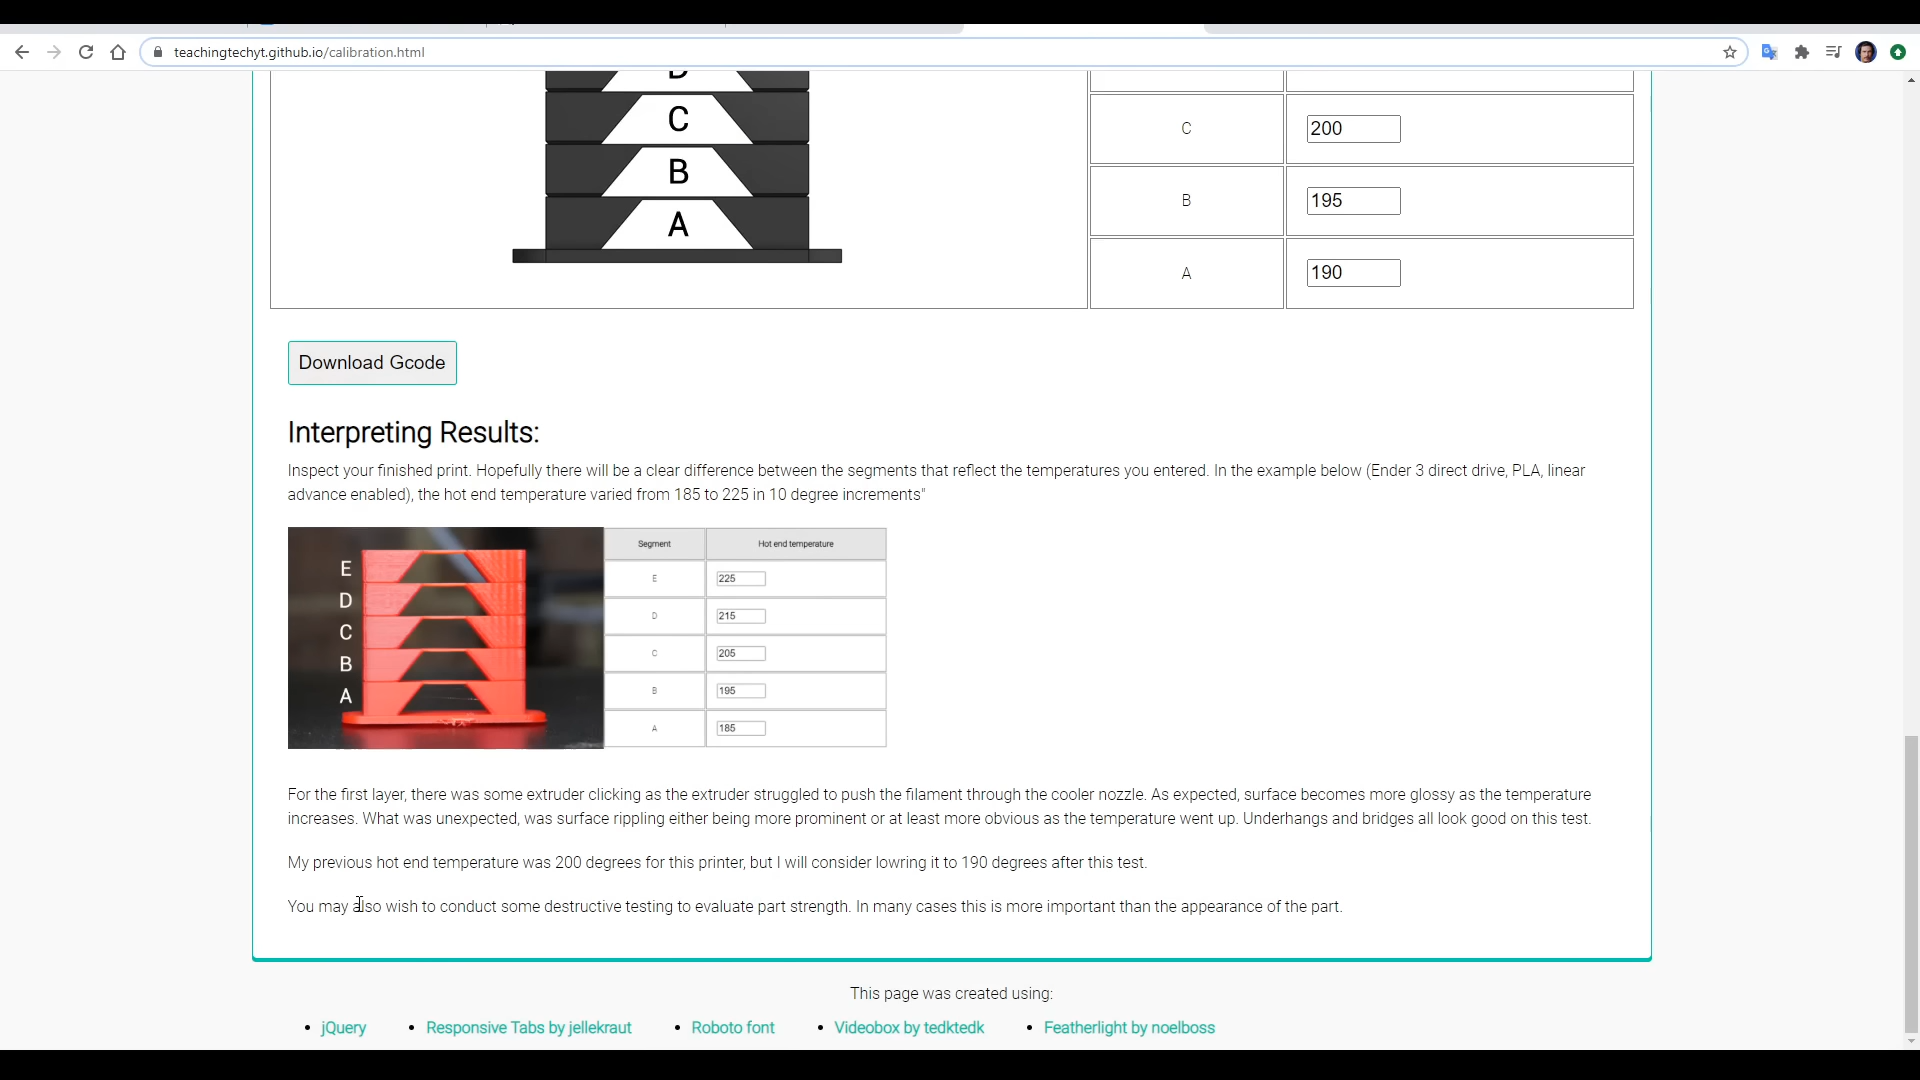 teachingtechyt.github.io/calibration.html
C
B
A
C 200
B 195
A 190
Download Gcode
Interpreting Results:
Inspect your finished print. Hopefully there will be a clear difference between the segments that reflect the temperatures you entered. In the example below (Ender 3 direct drive, PLA, linear
advance enabled), the hot end temperature varied from 185 to 225 in 10 degree increments"
E
D
C
B
A
Segment Hot end temperature
E 225
D 215
C 205
B 195
A 185
For the first layer, there was some extruder clicking as the extruder struggled to push the filament through the cooler nozzle. As expected, surface becomes more glossy as the temperature
increases. What was unexpected, was surface rippling either being more prominent or at least more obvious as the temperature went up. Underhangs and bridges all look good on this test.
My previous hot end temperature was 200 degrees for this printer, but I will consider lowring it to 190 degrees after this test.
You may also wish to conduct some destructive testing to evaluate part strength. In many cases this is more important than the appearance of the part.
This page was created using:
• jQuery • Responsive Tabs by jellekraut • Roboto font • Videobox by tedktedk • Featherlight by noelboss